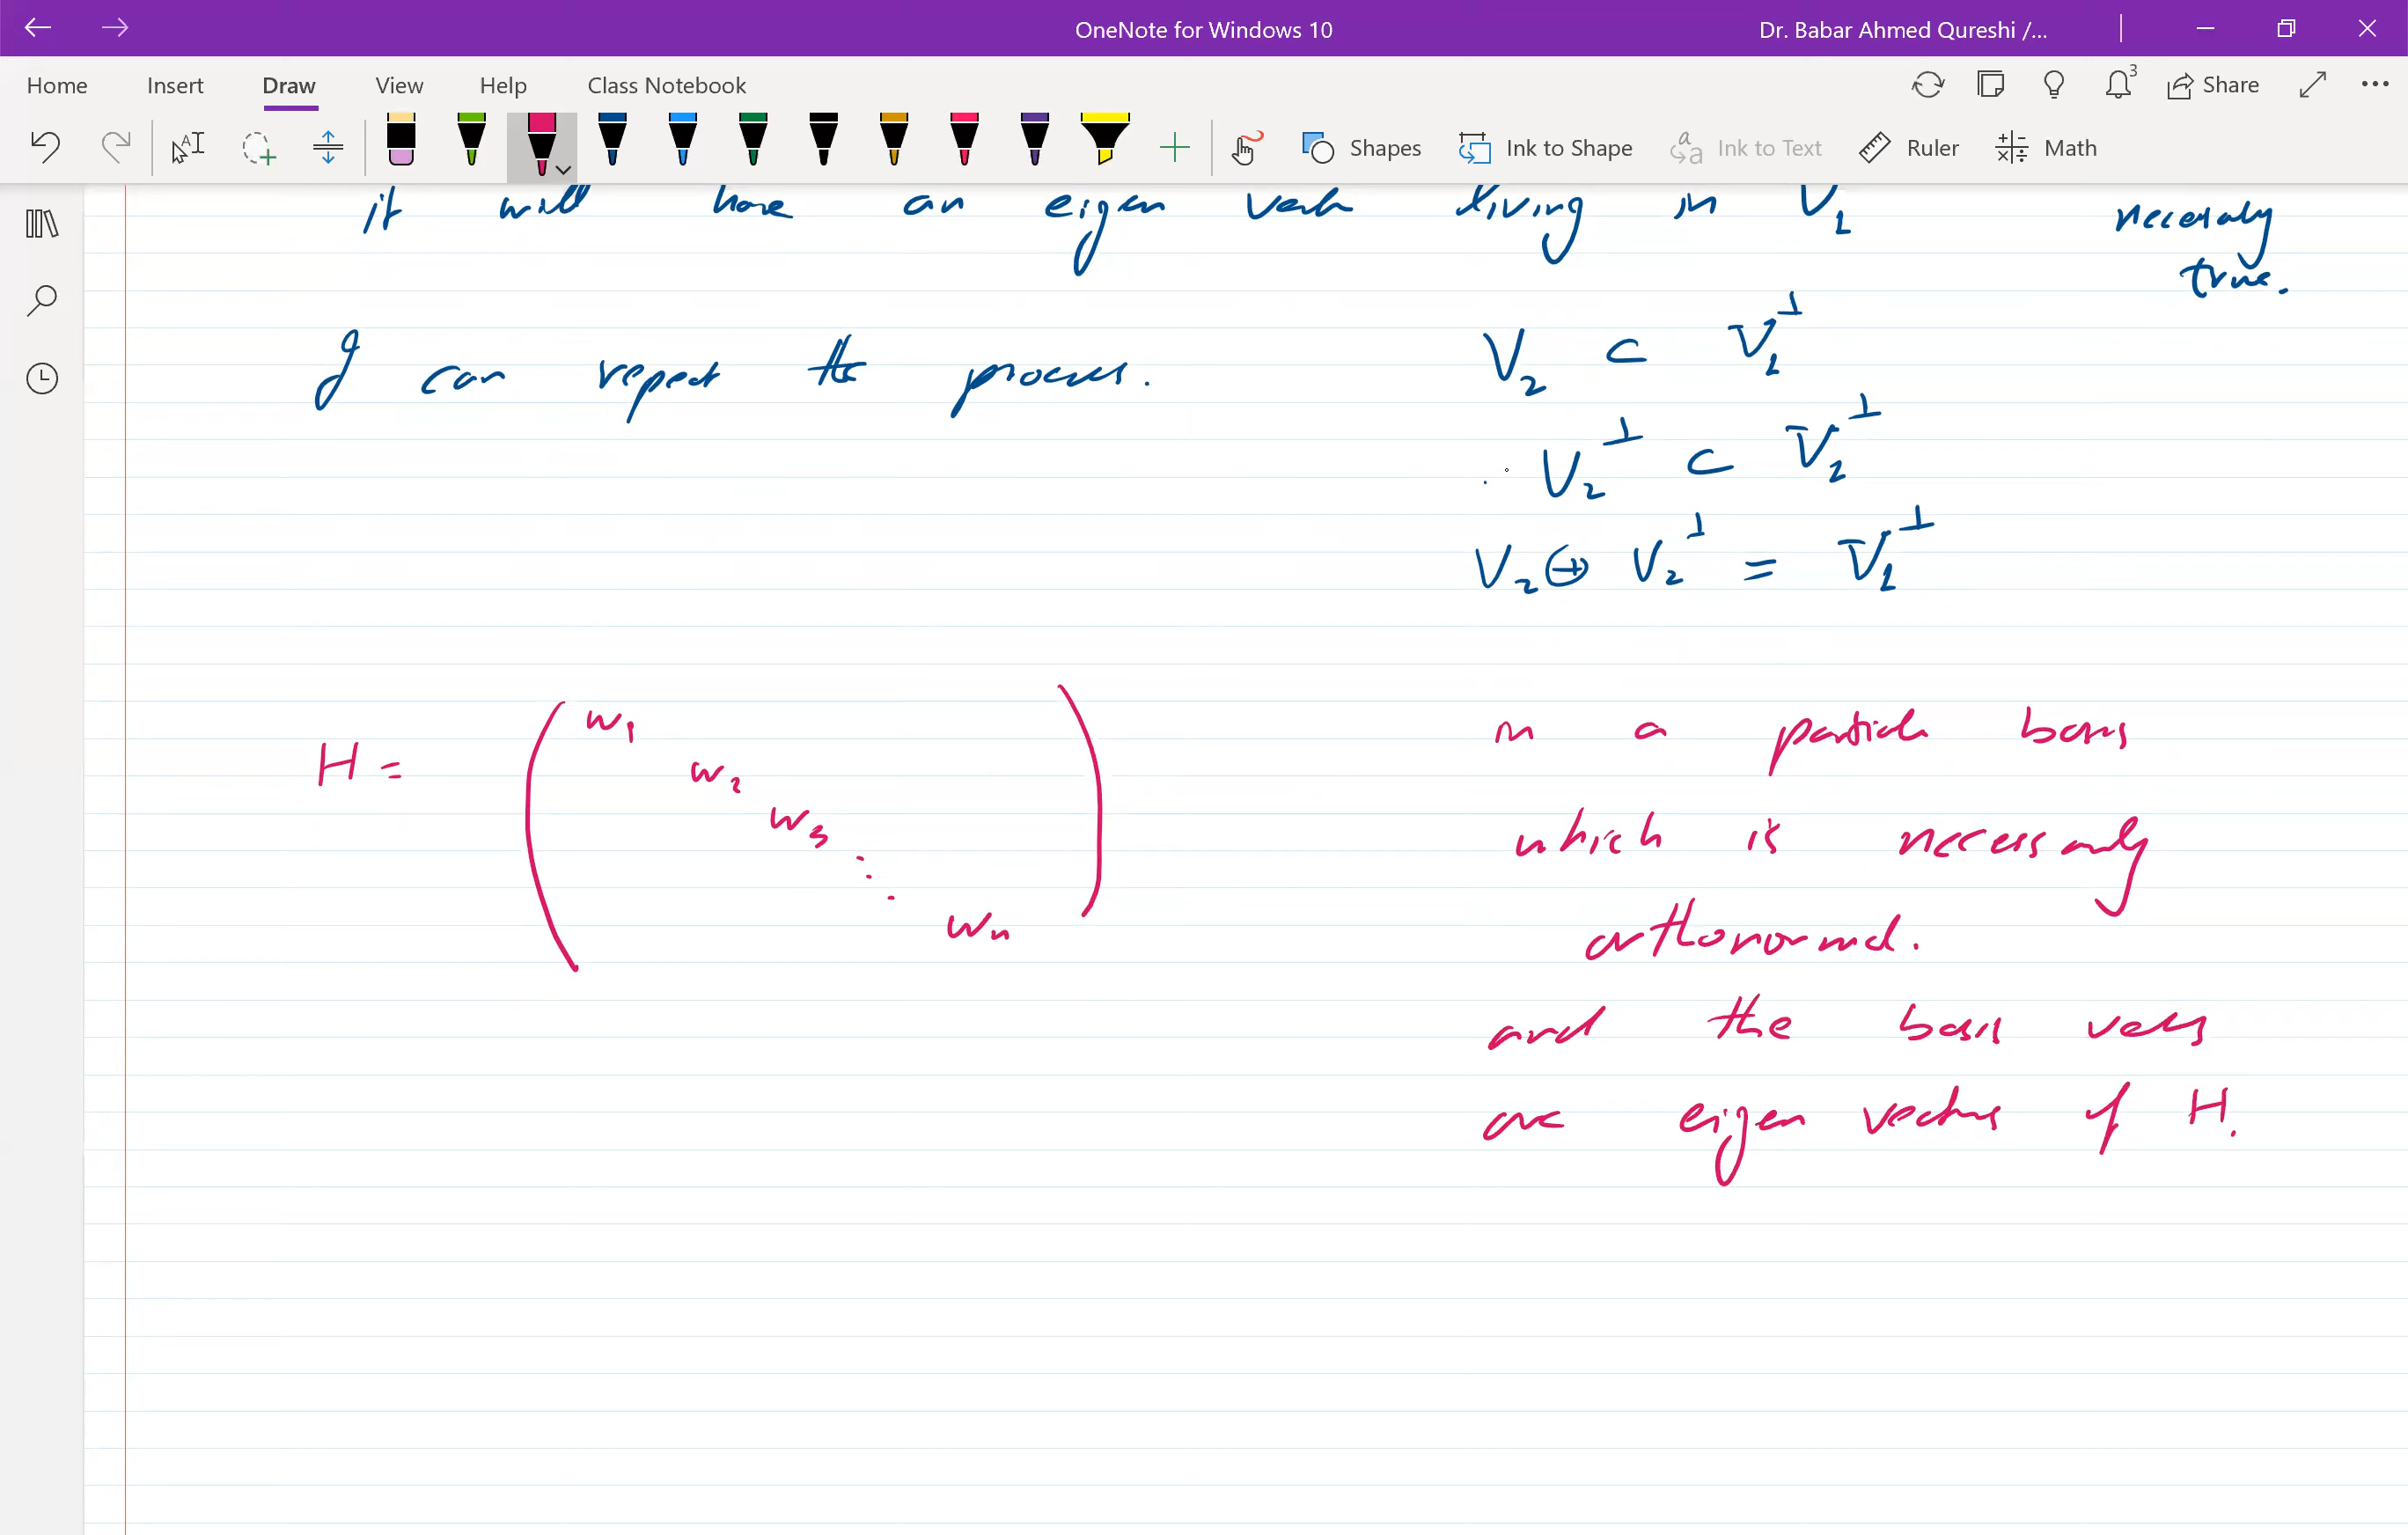 OneNote for Windows 10
Dr. Babar Ahmed Qureshi /...
Home Insert Draw View Help Class Notebook
3 Share
Shapes Ink to Shape Ink to Text Ruler Math
it will have an eigen living in V₁ necessarily
true.
I can repeat the process.
V₂ ⊂ V₁^⊥
V₂^⊥ ⊂ V₂^⊥
V₂ ⊕ V₂^⊥ = V₁^⊥
H = ( w₁
w₂
w₃
⋱
wₙ )
in a basis
which is necessarily
orthonormal.
and the basis
are eigen vectors of H.